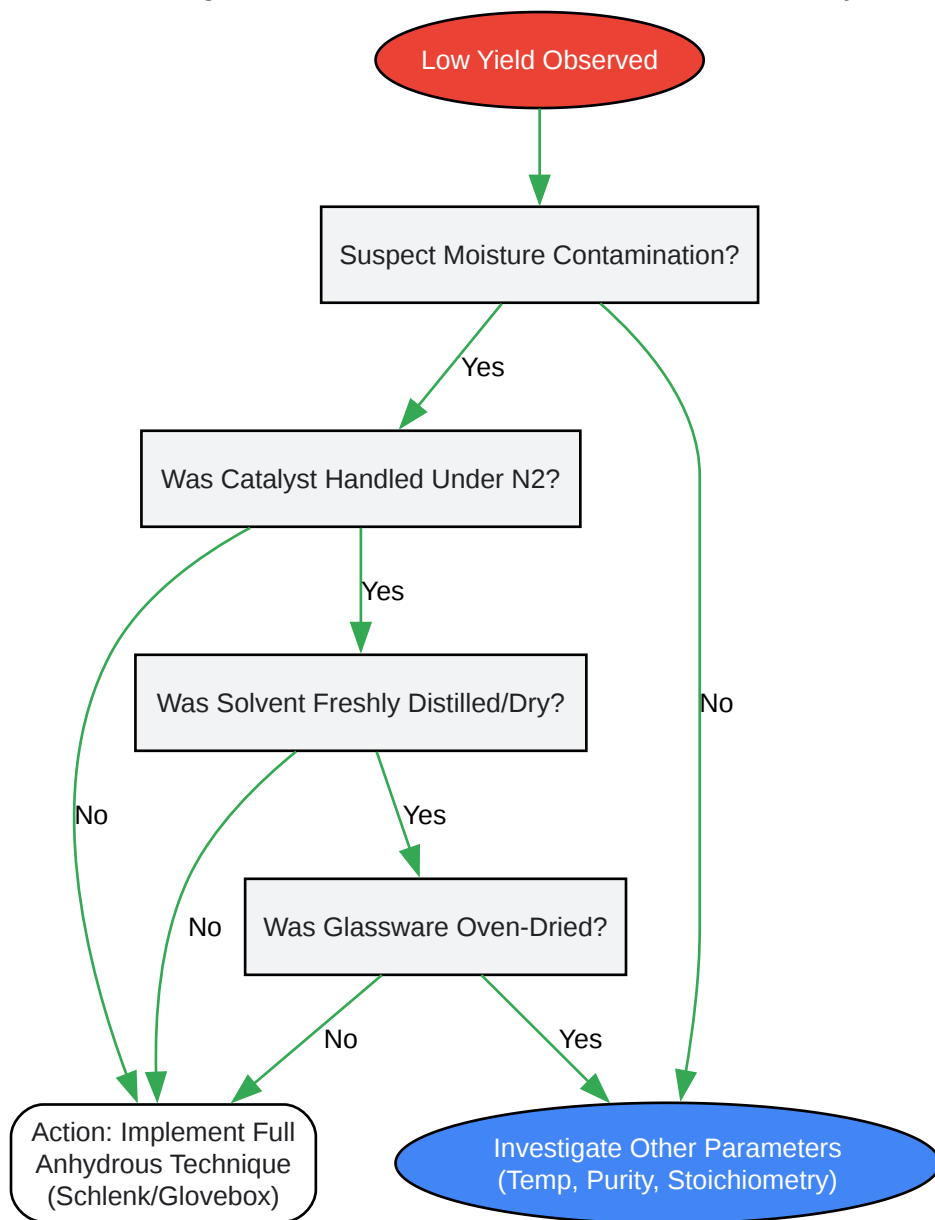 Low Yield Observed
Suspect Moisture Contamination?
Yes
Was Catalyst Handled Under N2?
Yes
Was Solvent Freshly Distilled/Dry?
No
No
Yes
Was Glassware Oven-Dried?
No
No
Yes
Action: Implement Full
Anhydrous Technique
(Schlenk/Glovebox)
Investigate Other Parameters
(Temp, Purity, Stoichiometry)